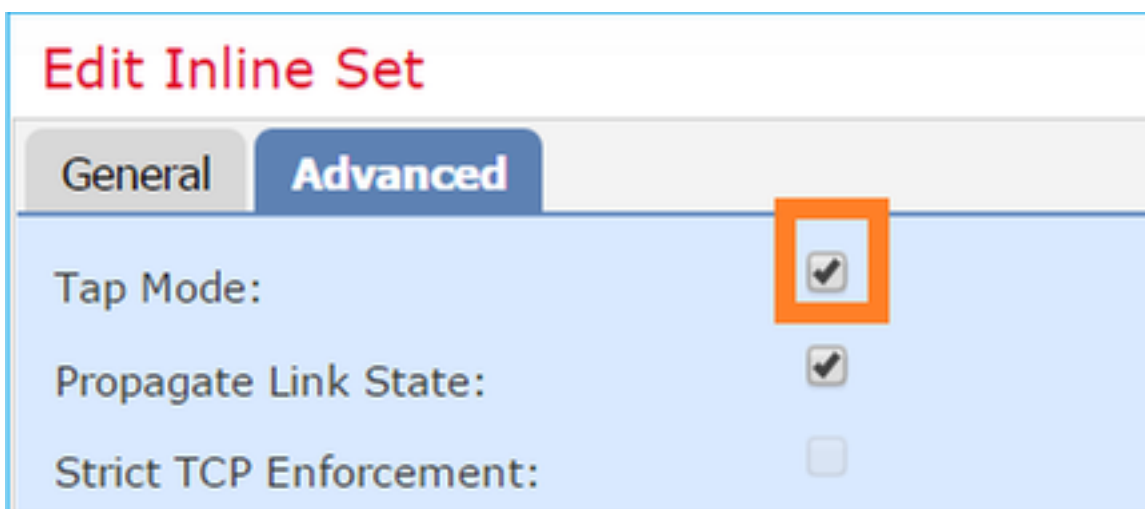 Edit Inline Set
General Advanced
Tap Mode:
Propagate Link State:
Strict TCP Enforcement: